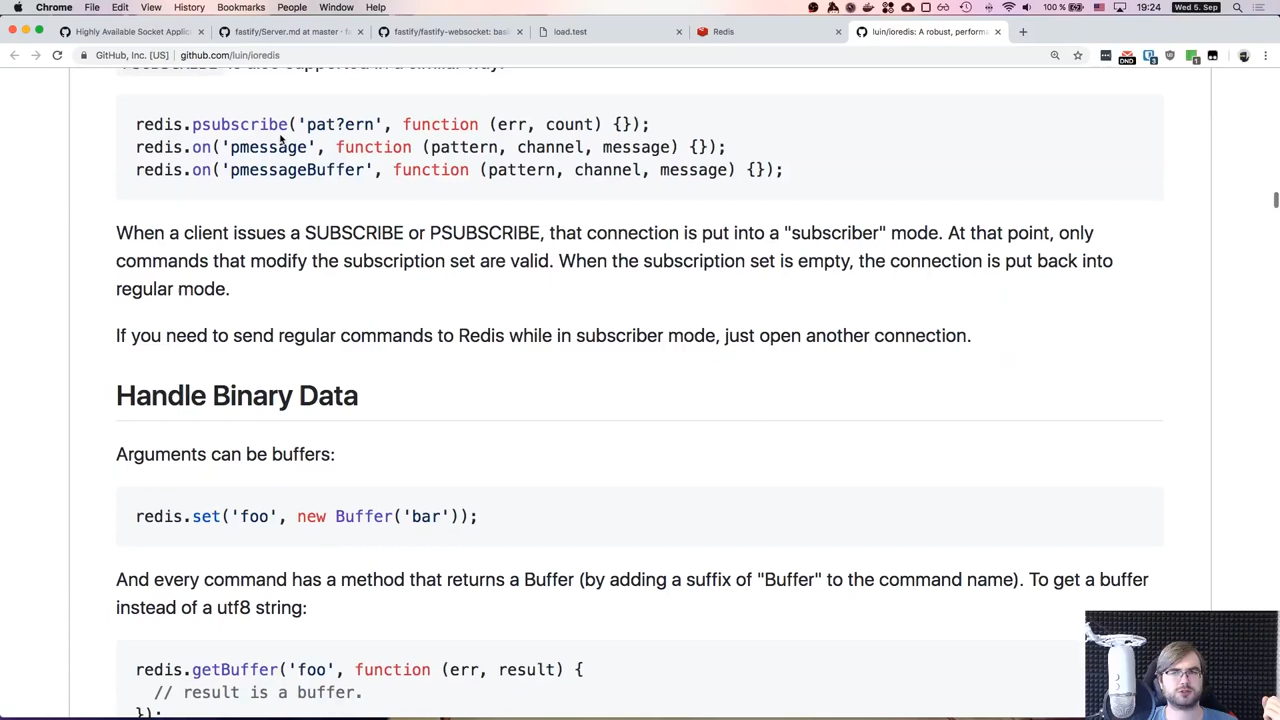 Chrome File Edit View History Bookmarks People Window Help 100 % Wed 5. Sep 19:24
Highly Available Socket Applic fastify/Server.md at master · fastify/fastify-websocket: basi load.test Redis luin/ioredis: A robust, performa
GitHub, Inc. [US] github.com/luin/ioredis
redis.psubscribe('pat?ern', function (err, count) {});
redis.on('pmessage', function (pattern, channel, message) {});
redis.on('pmessageBuffer', function (pattern, channel, message) {});
When a client issues a SUBSCRIBE or PSUBSCRIBE, that connection is put into a "subscriber" mode. At that point, only
commands that modify the subscription set are valid. When the subscription set is empty, the connection is put back into
regular mode.
If you need to send regular commands to Redis while in subscriber mode, just open another connection.
Handle Binary Data
Arguments can be buffers:
redis.set('foo', new Buffer('bar'));
And every command has a method that returns a Buffer (by adding a suffix of "Buffer" to the command name). To get a buffer
instead of a utf8 string:
redis.getBuffer('foo', function (err, result) {
// result is a buffer.
});